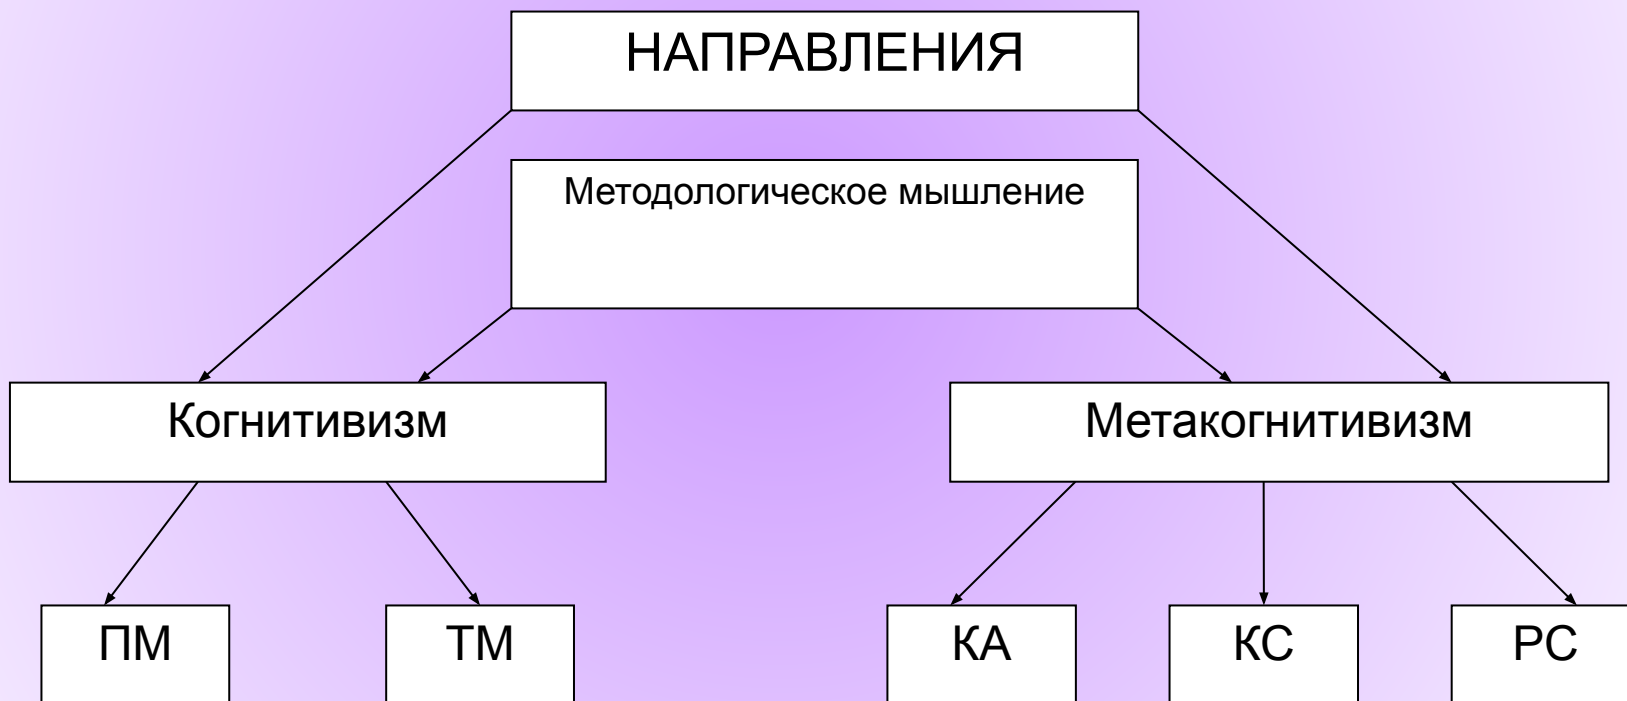 НАПРАВЛЕНИЯ
Методологическое мышление
Когнитивизм
Метакогнитивизм
ПМ
ТМ
КА
КС
РС